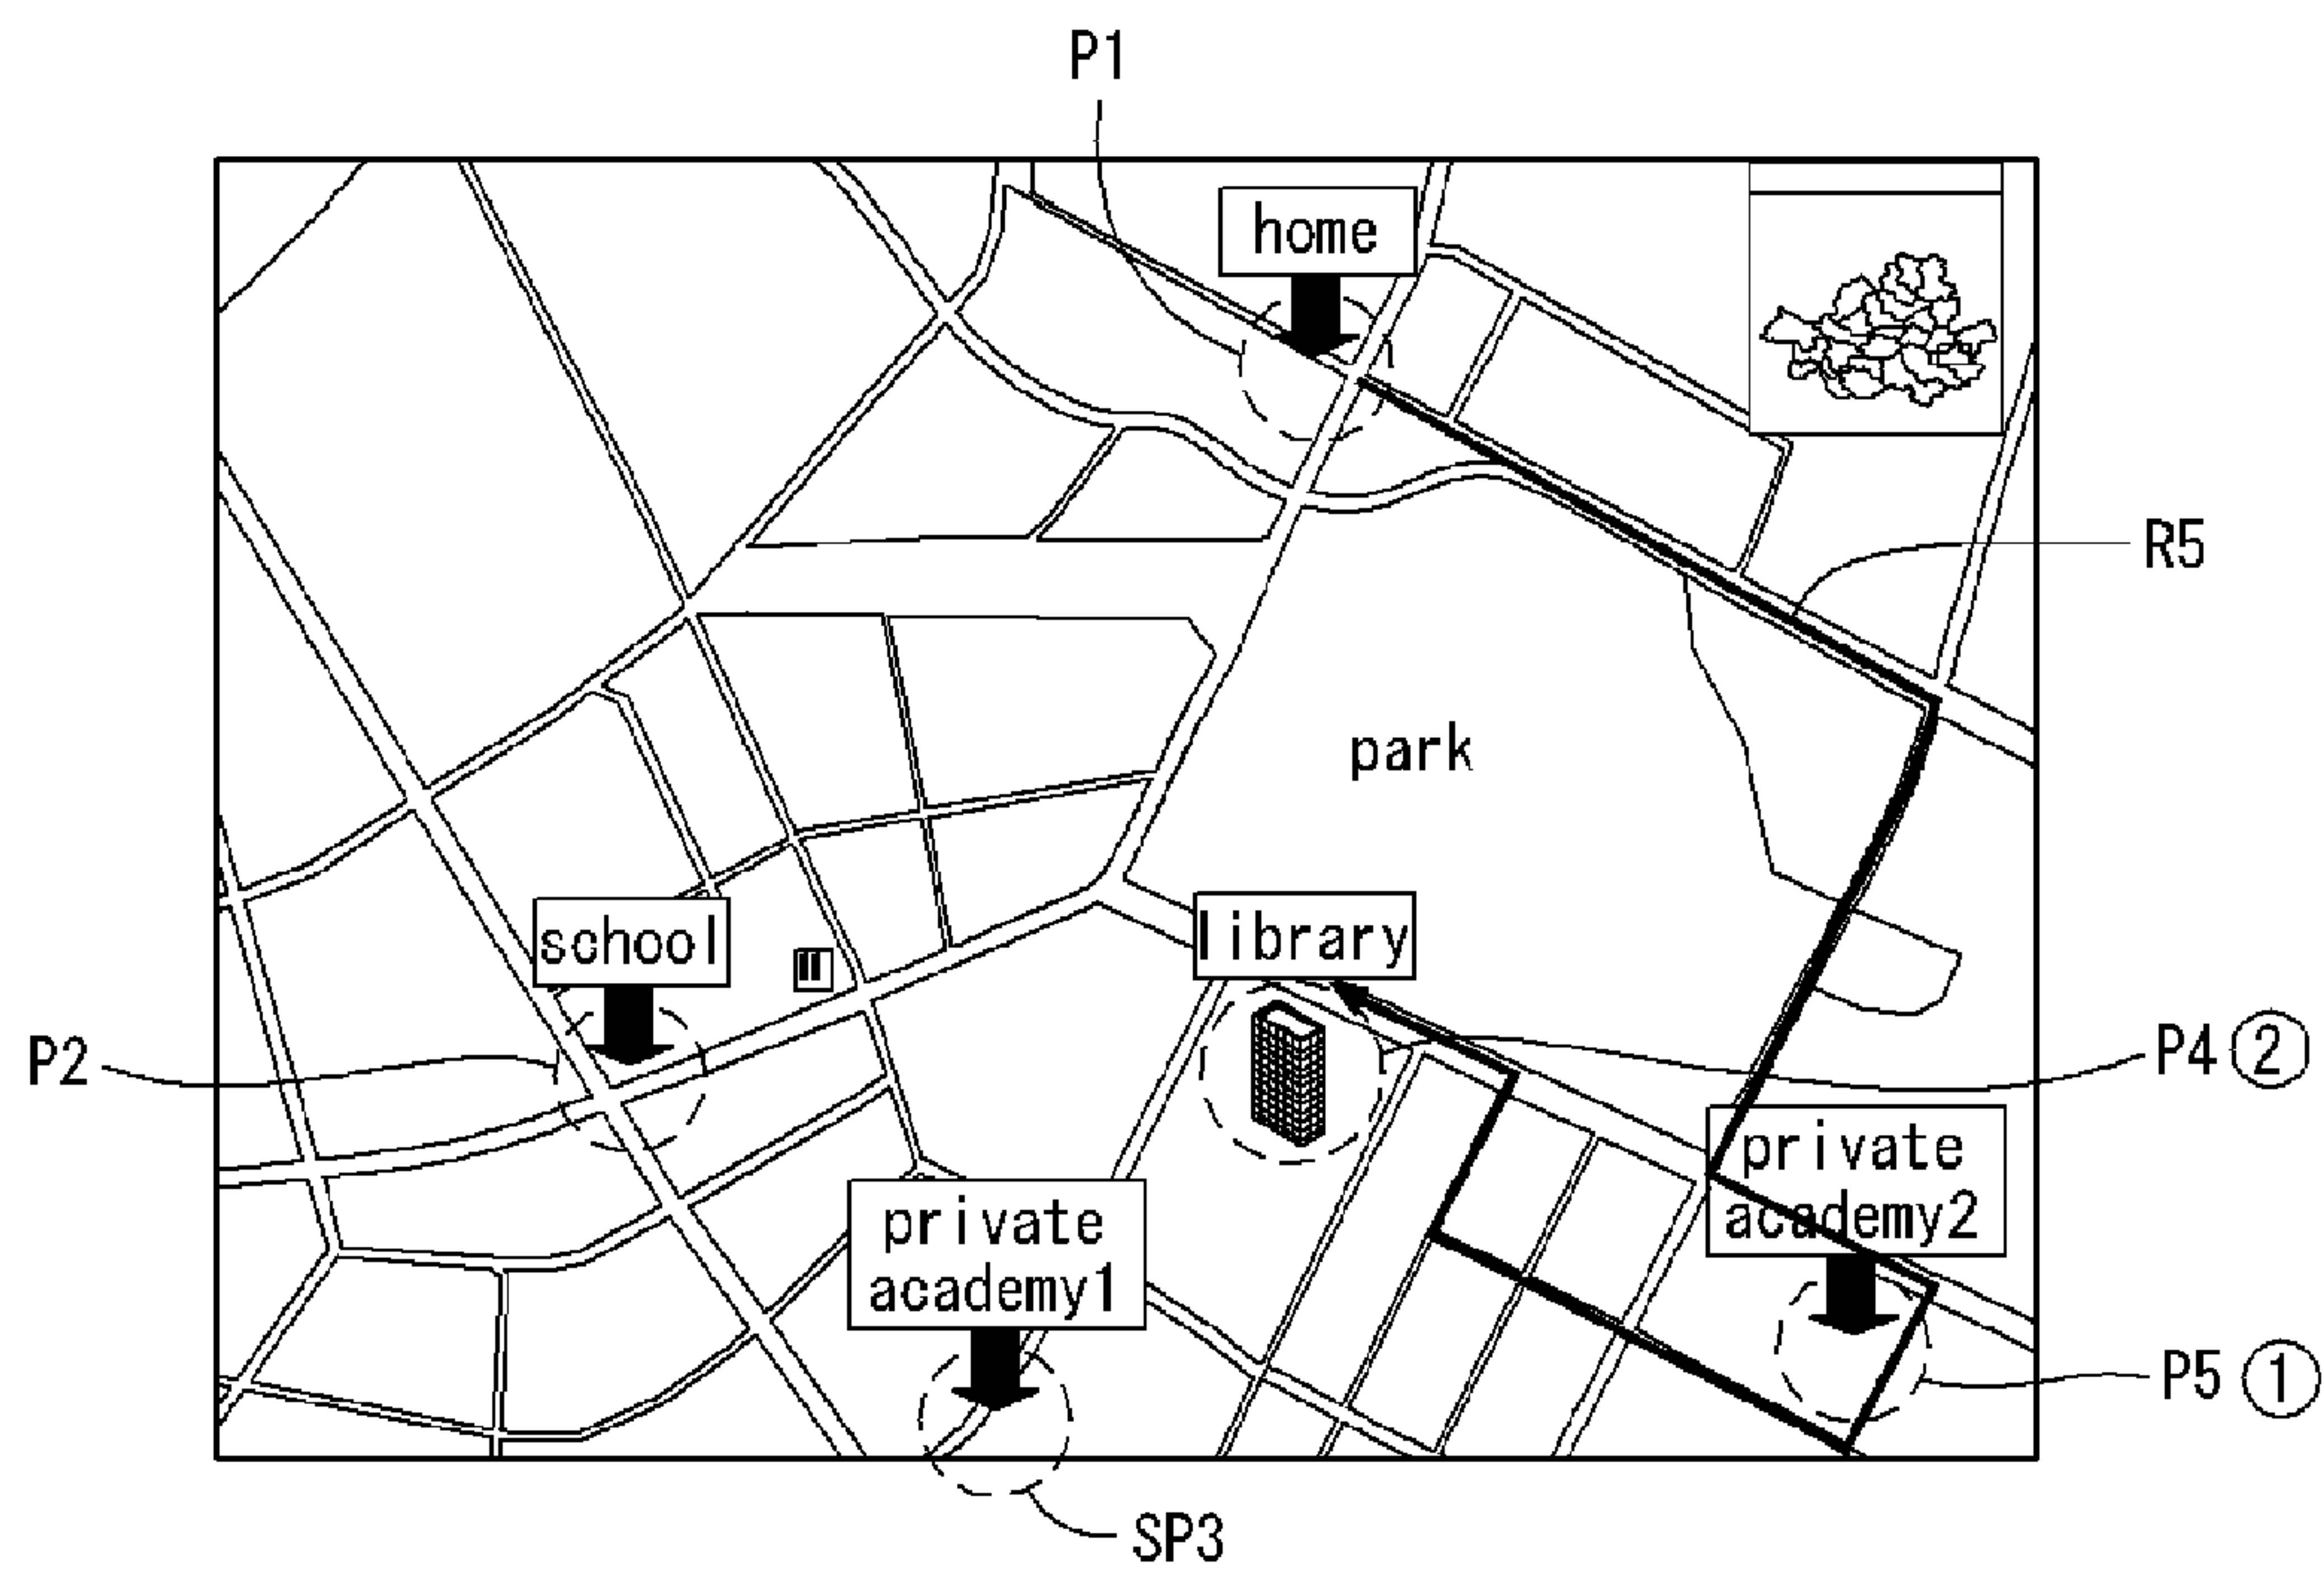 P1
home
R5
park
school
library
P2
P4 ②
private
academy2
private
academy1
P5 ①
SP3